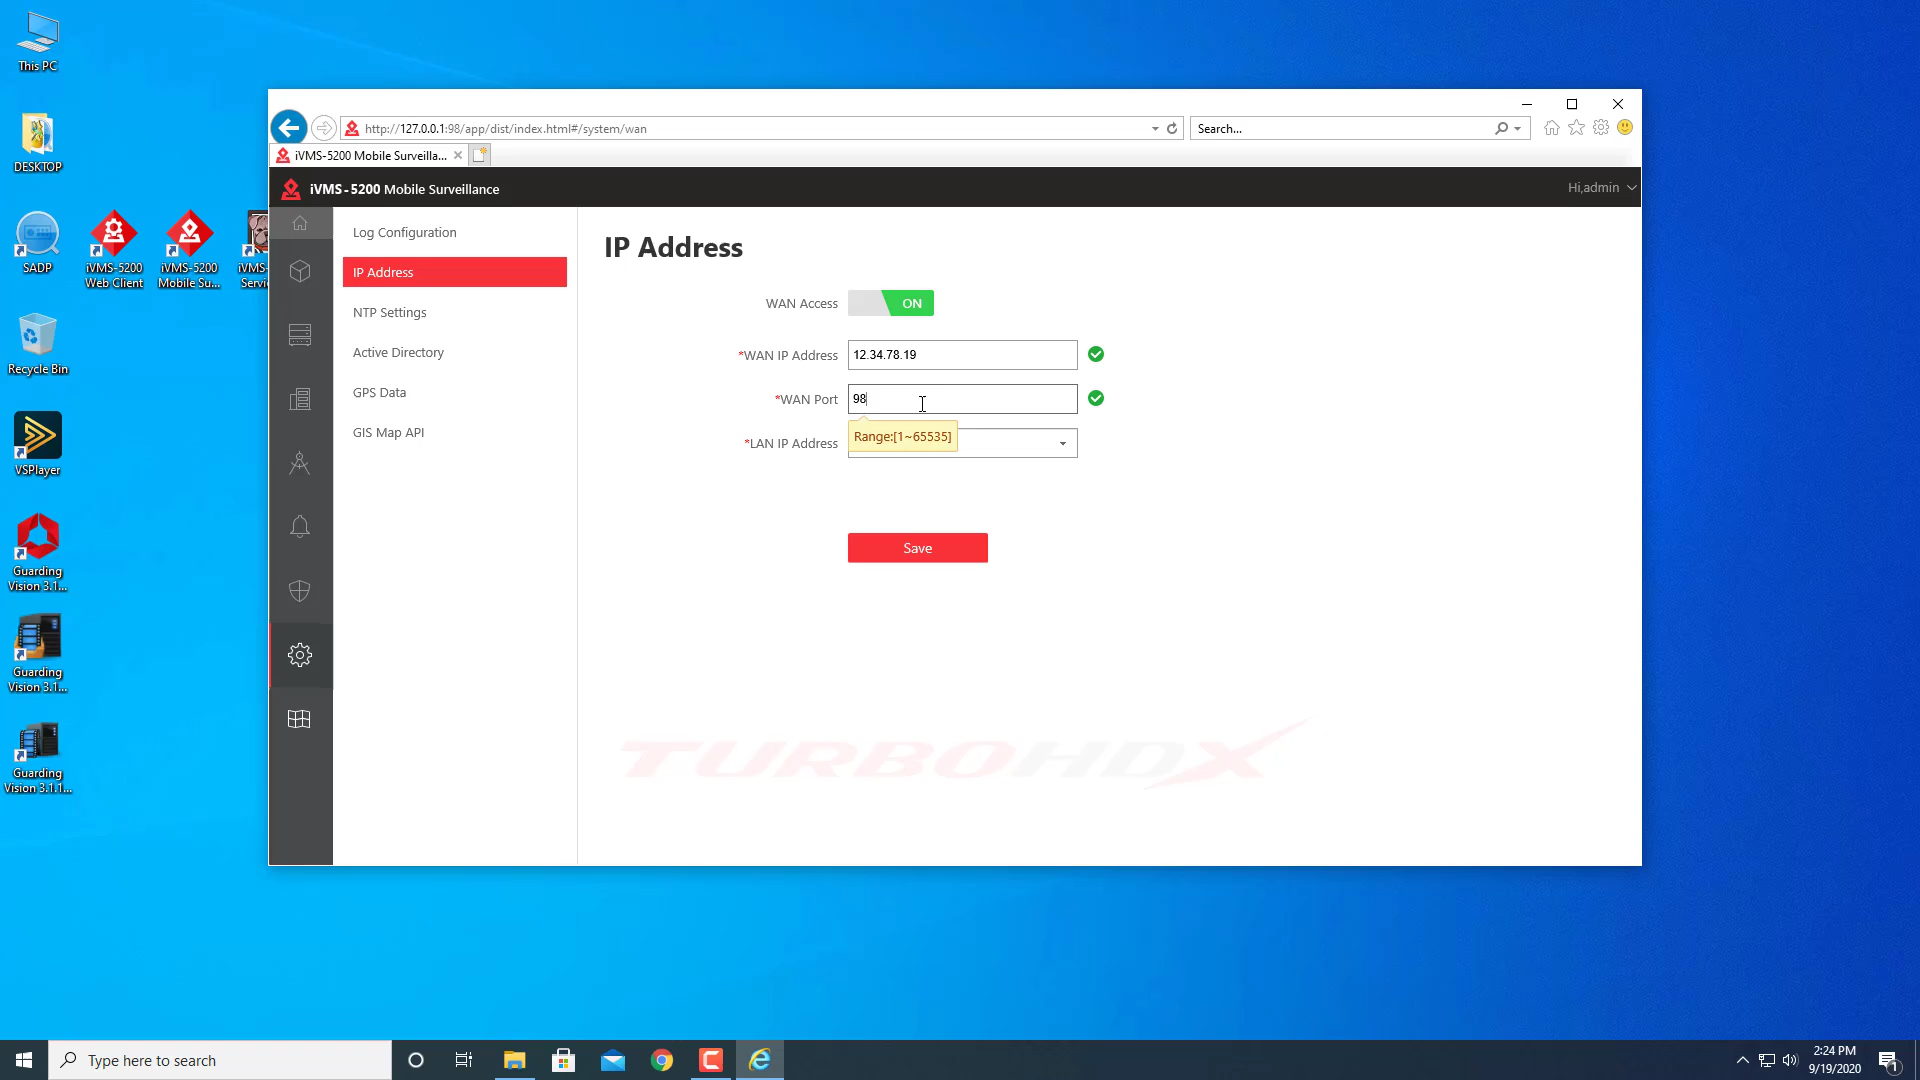 This PC
DESKTOP
SADP
iVMS-5200
Web Client
iVMS-5200
Mobile Su...
iVMS-
Servi
Recycle Bin
VSPlayer
Guarding
Vision 3.1...
Guarding
Vision 3.1...
Guarding
Vision 3.1.1...
http://127.0.0.1:98/app/dist/index.html#/system/wan
Search...
iVMS-5200 Mobile Surveilla...
iVMS-5200 Mobile Surveillance
Hi,admin
Log Configuration
IP Address
NTP Settings
Active Directory
GPS Data
GIS Map API
IP Address
WAN Access
ON
*WAN IP Address
12.34.78.19
*WAN Port
98
Range:[1~65535]
*LAN IP Address
Save
TURBOHDX
Type here to search
2:24 PM
9/19/2020
1